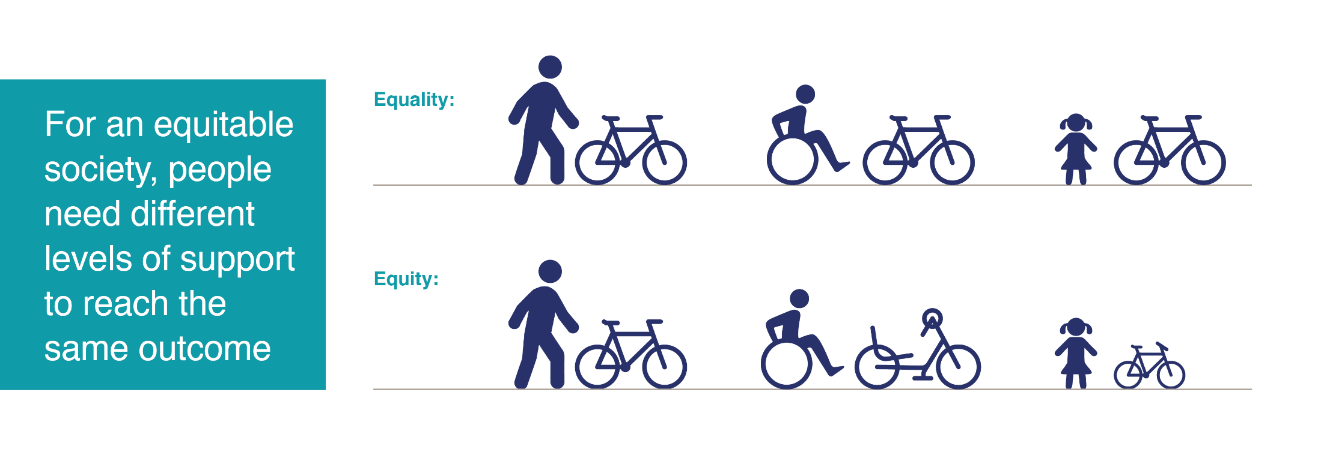 For an equitable
society, people
need different
levels of support
to reach the
same outcome
Equality:
Equity: